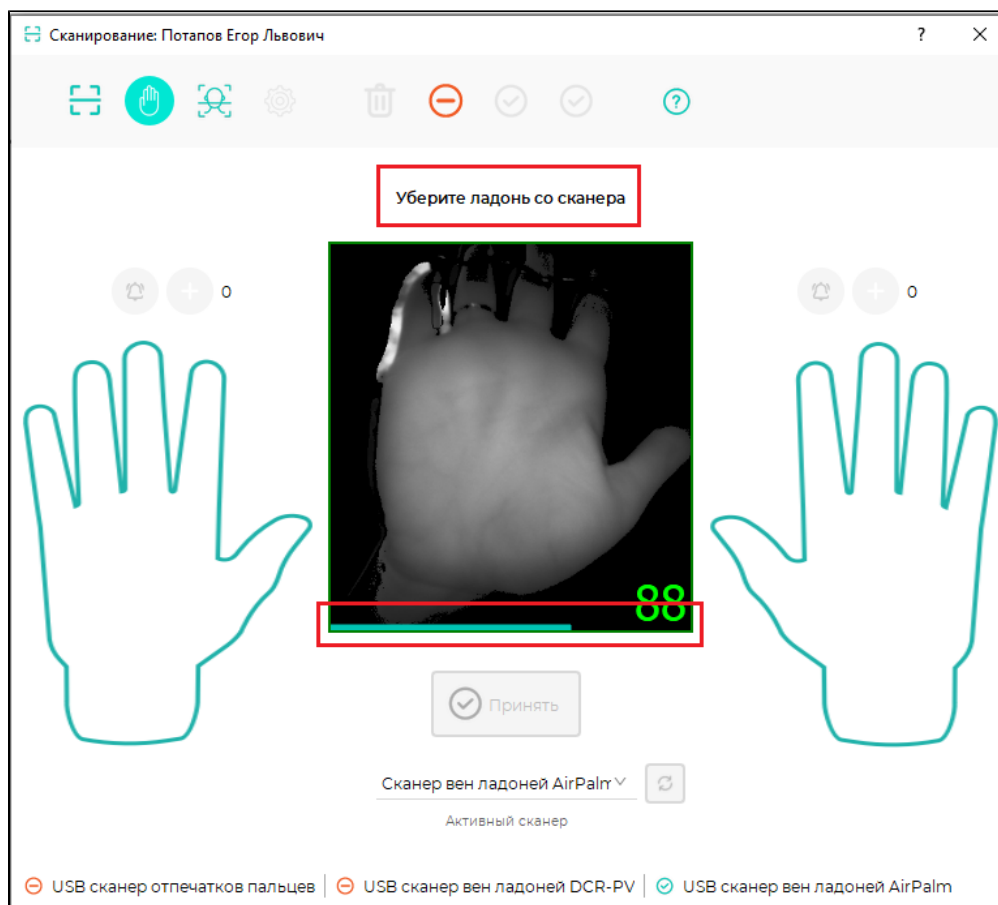 Сканирование: Потапов Егор Львович
Уберите ладонь со сканера
0
0
88
Принять
Сканер вен ладоней AirPalm
Активный сканер
USB сканер отпечатков пальцев
USB сканер вен ладоней DCR-PV
USB сканер вен ладоней AirPalm